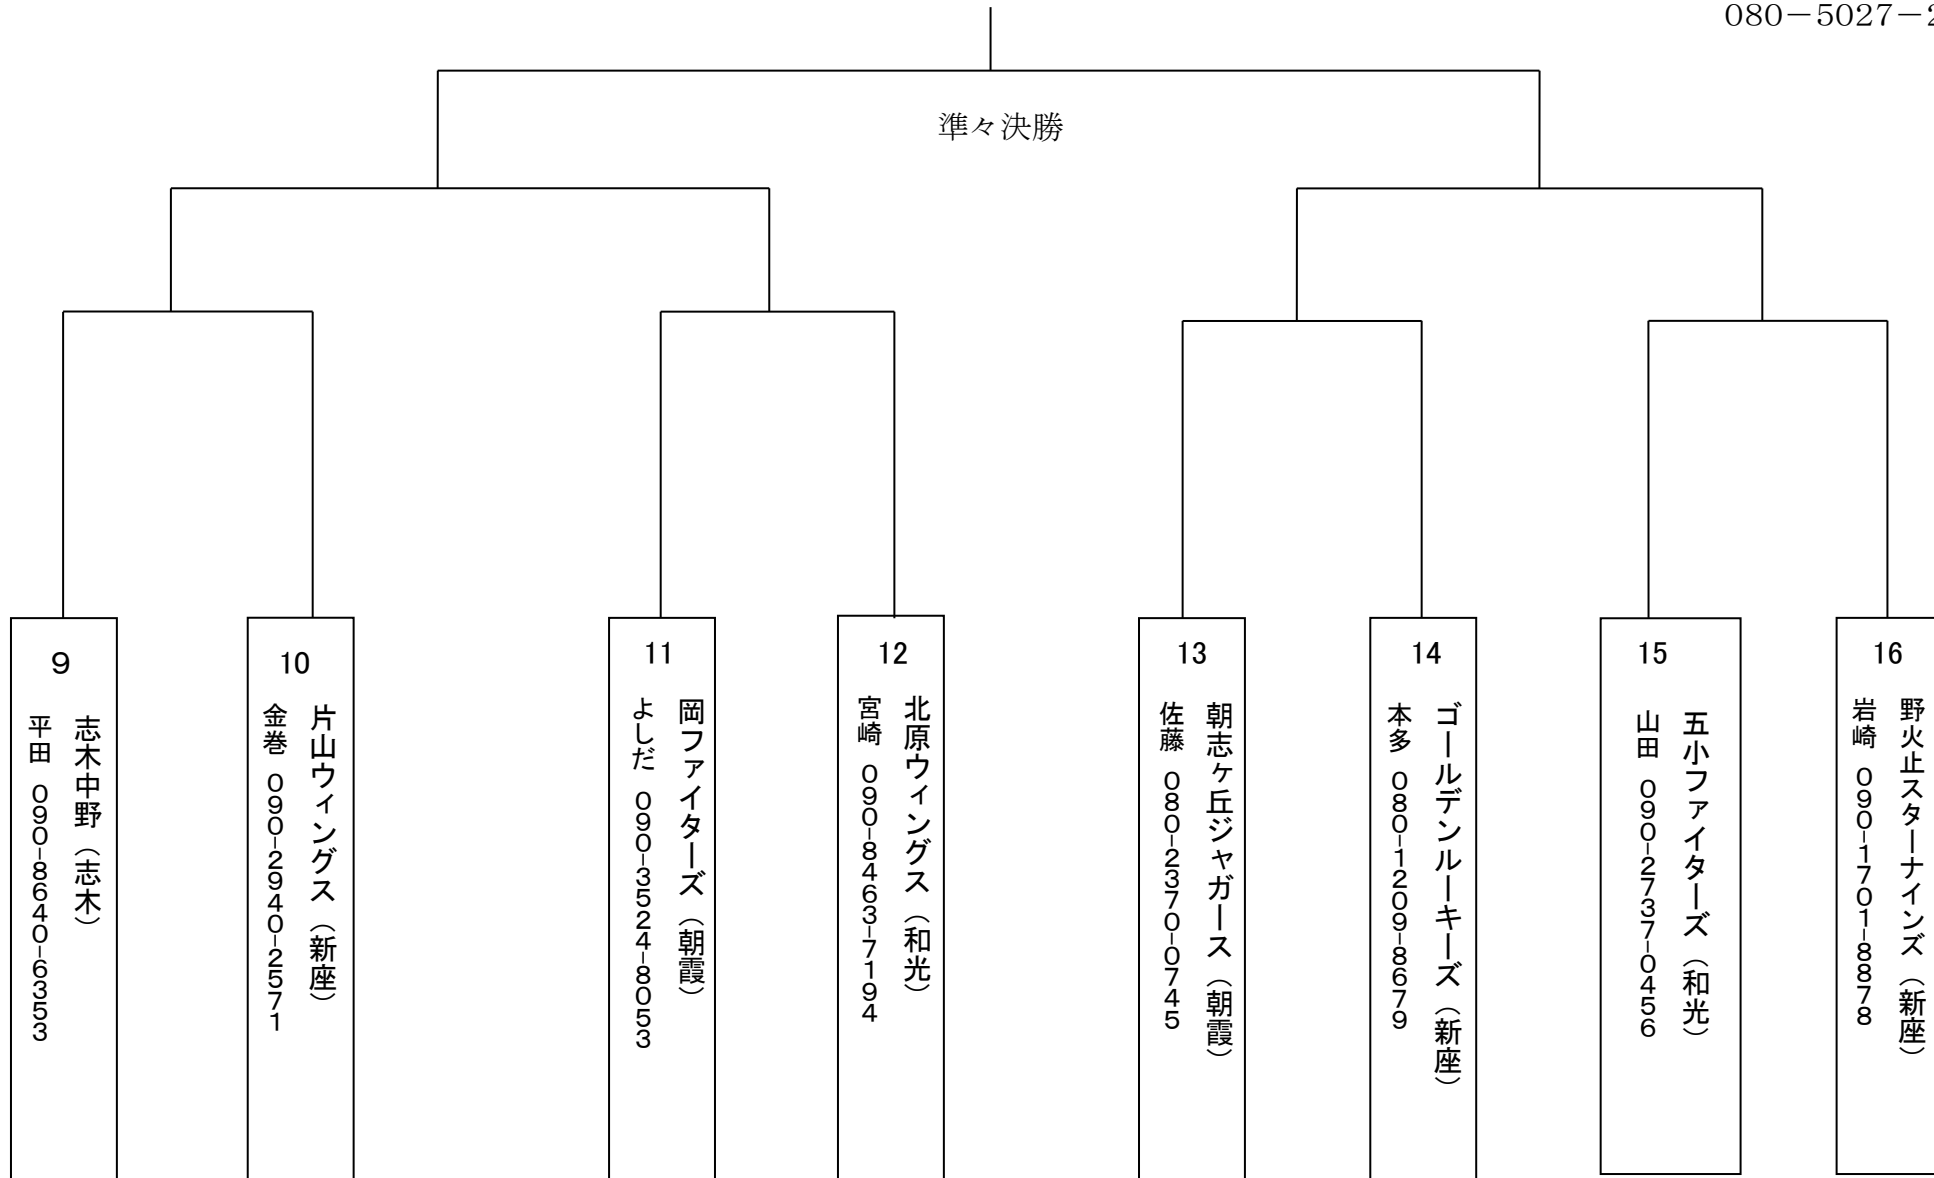 080－5027－2
準々決勝
９
志木中野（志木）
平田 090-8640-6353
10
片山ウィングス（新座）
金巻 090-2940-2571
11
岡ファイターズ（朝霞）
よしだ 090-3524-8053
12
北原ウィングス（和光）
宮崎 090-8463-7194
13
朝志ヶ丘ジャガース（朝霞）
佐藤 080-2370-0745
14
ゴールデンルーキーズ（新座）
本多 080-1209-8679
15
五小ファイターズ（和光）
山田 090-2737-0456
16
野火止スターナインズ（新座）
岩崎 090-1701-8878